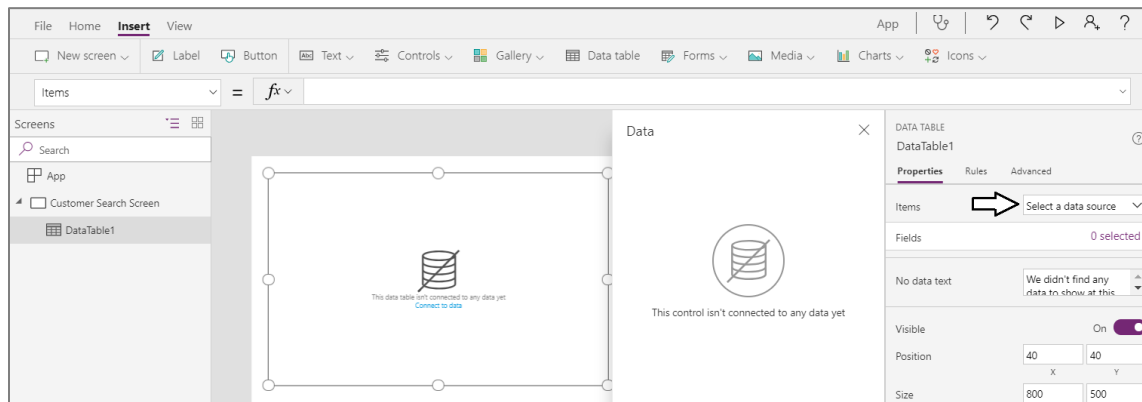 File Home Insert View App ?
New screen Label Button Abc Text Controls Gallery Data table Forms Media Charts Icons
Items = fx
Screens
Search
App
Customer Search Screen
DataTable1
This data table isn't connected to any data yet
Connect to data
Data
This control isn't connected to any data yet
DATA TABLE
DataTable1 ?
Properties Rules Advanced
Items Select a data source
Fields 0 selected
No data text We didn't find any
data to show at this
Visible On
Position 40 40
X Y
Size 800 500